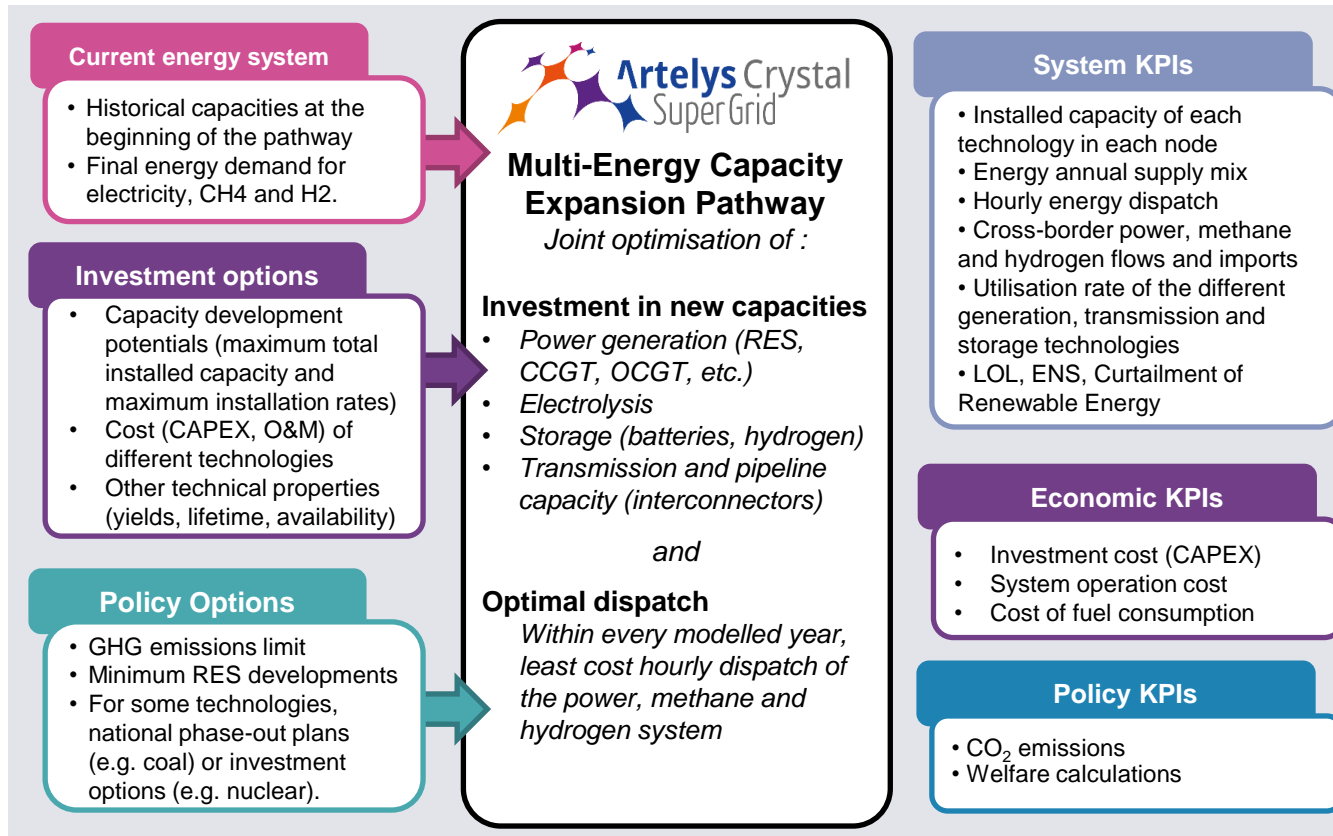 Current energy system
• Historical capacities at the
beginning of the pathway
• Final energy demand for
electricity, CH4 and H2.
Investment options
• Capacity development
potentials (maximum total
installed capacity and
maximum installation rates)
• Cost (CAPEX, O&M) of
different technologies
• Other technical properties
(yields, lifetime, availability)
Policy Options
• GHG emissions limit
• Minimum RES developments
• For some technologies,
national phase-out plans
(e.g. coal) or investment
options (e.g. nuclear).
Artelys Crystal
Super Grid
Multi-Energy Capacity
Expansion Pathway
Joint optimisation of :
Investment in new capacities
• Power generation (RES,
CCGT, OCGT, etc.)
• Electrolysis
• Storage (batteries, hydrogen)
• Transmission and pipeline
capacity (interconnectors)
and
Optimal dispatch
Within every modelled year,
least cost hourly dispatch of
the power, methane and
hydrogen system
System KPIs
• Installed capacity of each
technology in each node
• Energy annual supply mix
• Hourly energy dispatch
• Cross-border power, methane
and hydrogen flows and imports
• Utilisation rate of the different
generation, transmission and
storage technologies
• LOL, ENS, Curtailment of
Renewable Energy
Economic KPIs
• Investment cost (CAPEX)
• System operation cost
• Cost of fuel consumption
Policy KPIs
• CO₂ emissions
• Welfare calculations